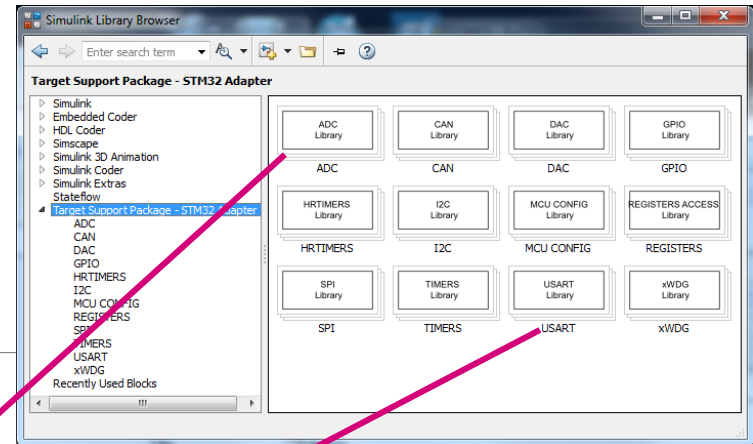 Simulink Library Browser
Enter search term
Target Support Package - STM32 Adapter
Simulink
Embedded Coder
HDL Coder
Simscape
Simulink 3D Animation
Simulink Coder
Simulink Extras
Stateflow
Target Support Package - STM32 Adapter
ADC
CAN
DAC
GPIO
HRTIMERS
I2C
MCU CONFIG
REGISTERS
SPI
TIMERS
USART
xWDG
Recently Used Blocks
ADC Library
CAN Library
DAC Library
GPIO Library
ADC
CAN
DAC
GPIO
HRTIMERS Library
I2C Library
MCU CONFIG Library
REGISTERS ACCESS Library
HRTIMERS
I2C
MCU CONFIG
REGISTERS
SPI Library
TIMERS Library
USART Library
xWDG Library
SPI
TIMERS
USART
xWDG